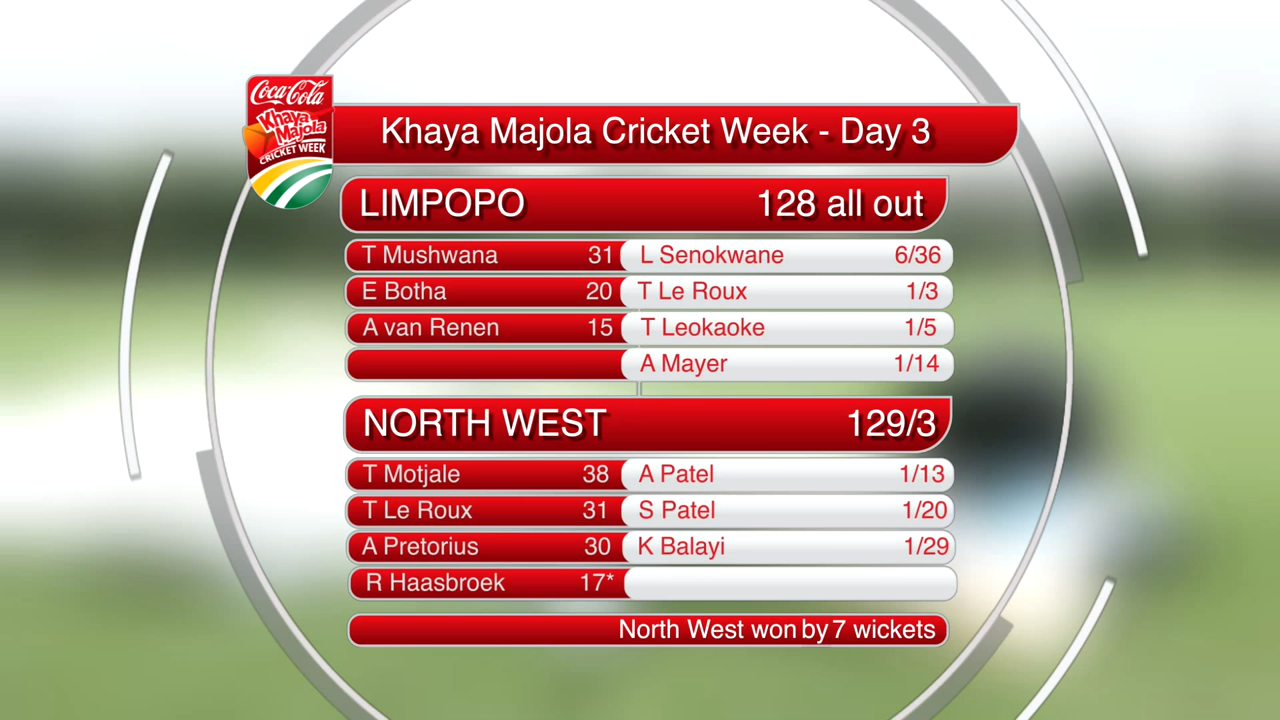 Coca-Cola
Khaya
Majola
CRICKET WEEK
Khaya Majola Cricket Week - Day 3
LIMPOPO 128 all out
T Mushwana 31 L Senokwane 6/36
E Botha 20 T Le Roux 1/3
A van Renen 15 T Leokaoke 1/5
A Mayer 1/14
NORTH WEST 129/3
T Motjale 38 A Patel 1/13
T Le Roux 31 S Patel 1/20
A Pretorius 30 K Balayi 1/29
R Haasbroek 17*
North West won by 7 wickets